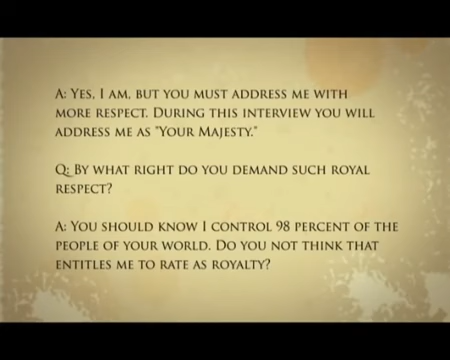 A: Yes, I am, but you must address me with
more respect. During this interview you will
address me as "Your Majesty."
Q: By what right do you demand such royal
respect?
A: You should know I control 98 percent of the
people of your world. Do you not think that
entitles me to rate as royalty?